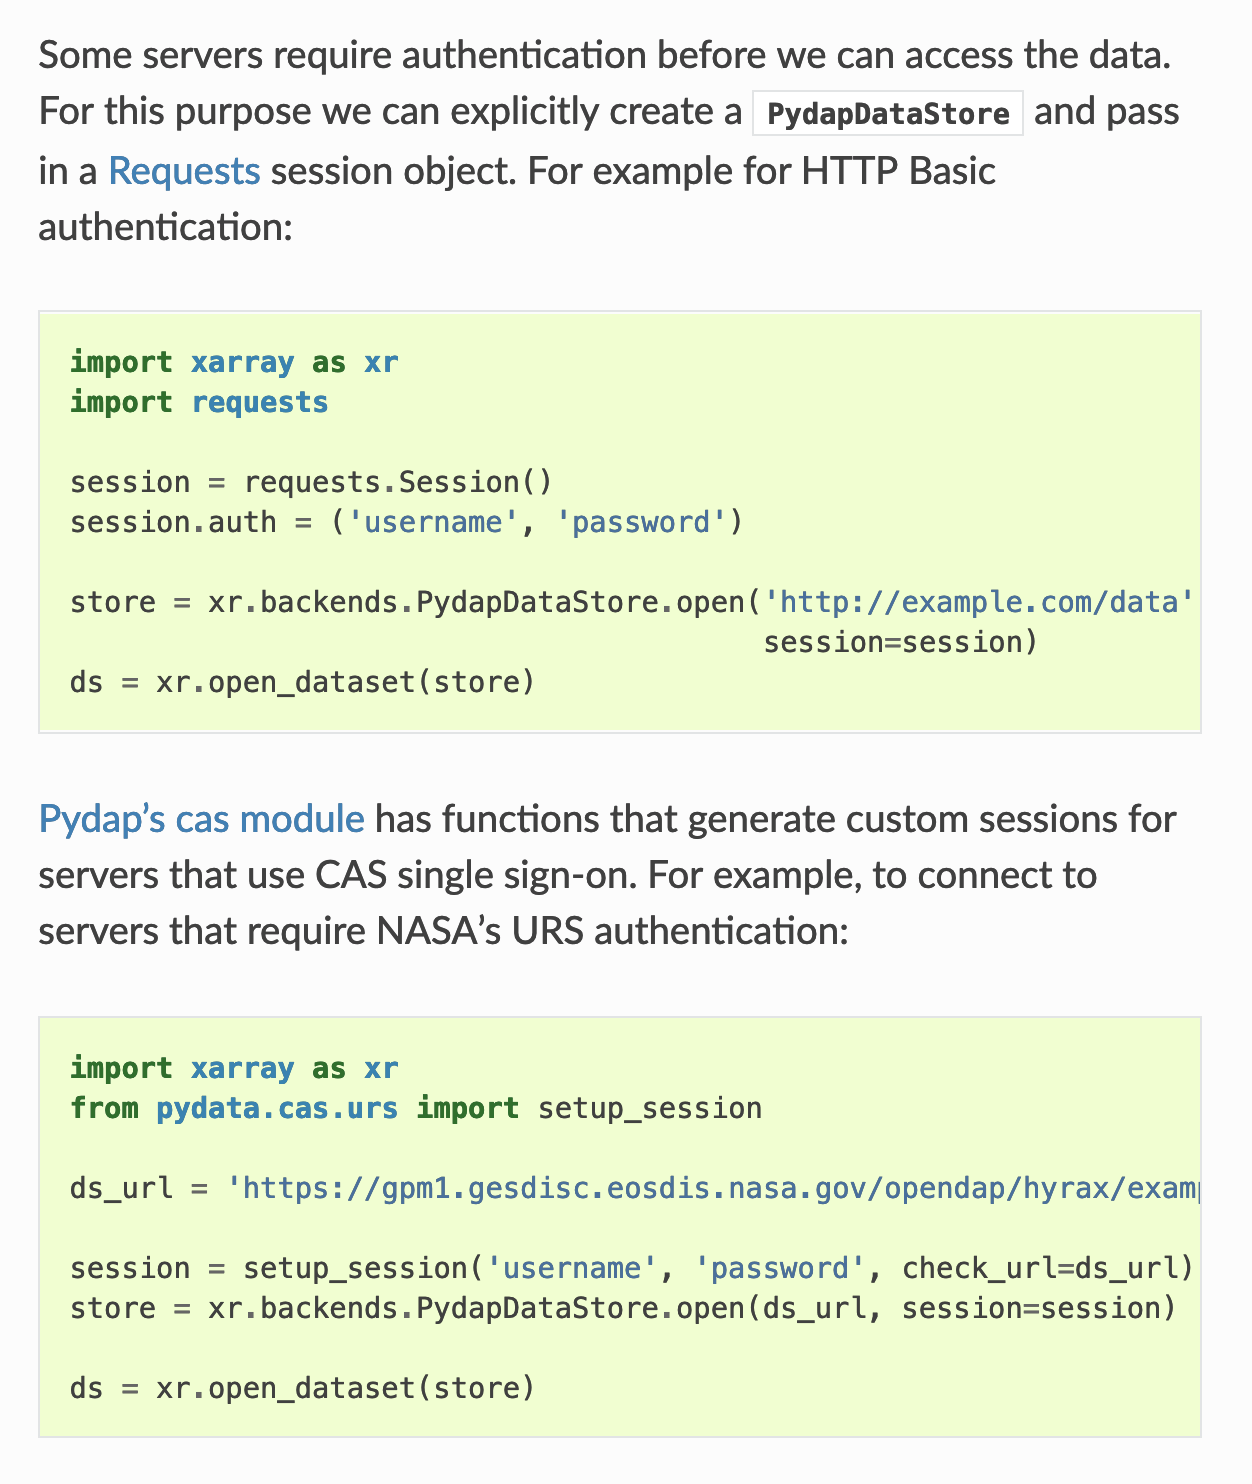 Some servers require authentication before we can access the data.
For this purpose we can explicitly create a PydapDataStore and pass
in a Requests session object. For example for HTTP Basic
authentication:
import xarray as xr
import requests
session = requests.Session()
session.auth = ('username', 'password')
store = xr.backends.PydapDataStore.open('http://example.com/data'
session=session)
ds = xr.open_dataset(store)
Pydap’s cas module has functions that generate custom sessions for
servers that use CAS single sign-on. For example, to connect to
servers that require NASA’s URS authentication:
import xarray as xr
from pydata.cas.urs import setup_session
ds_url = 'https://gpm1.gesdisc.eosdis.nasa.gov/opendap/hyrax/exam
session = setup_session('username', 'password', check_url=ds_url)
store = xr.backends.PydapDataStore.open(ds_url, session=session)
ds = xr.open_dataset(store)